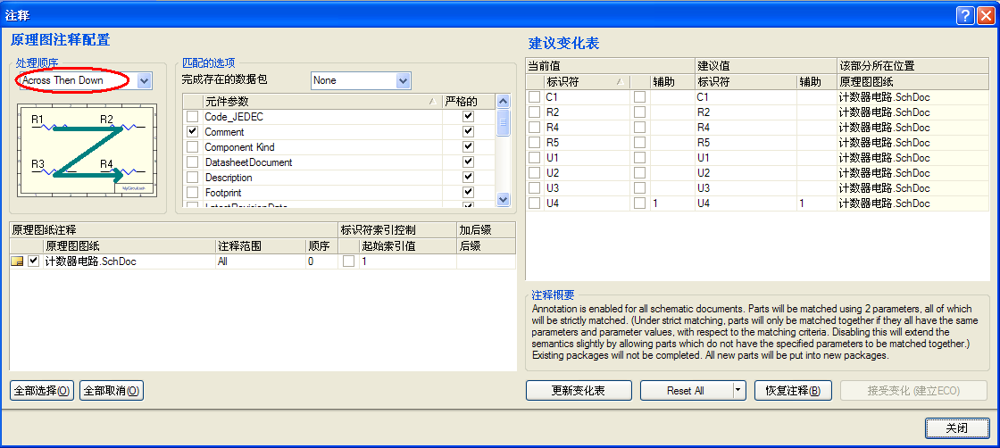 注释
原理图注释配置
处理顺序
Across Then Down
R1 R2
R3 R4
匹配的选项
完成存在的数据包 None
元件参数 严格的
Code_JEDEC
Comment
Component Kind
DatasheetDocument
Description
Footprint
LatestRevisionDate
原理图纸注释 标识符索引控制 加后缀
原理图图纸 注释范围 顺序 起始索引值 后缀
计数器电路.SchDoc All 0 1
全部选择(O) 全部取消(O)
建议变化表
当前值 建议值 该部分所在位置
标识符 辅助 标识符 辅助 原理图图纸
C1 C1 计数器电路.SchDoc
R2 R2 计数器电路.SchDoc
R4 R4 计数器电路.SchDoc
R5 R5 计数器电路.SchDoc
U1 U1 计数器电路.SchDoc
U2 U2 计数器电路.SchDoc
U3 U3 计数器电路.SchDoc
U4 1 U4 1 计数器电路.SchDoc
注释概要
Annotation is enabled for all schematic documents. Parts will be matched using 2 parameters, all of which
will be strictly matched. (Under strict matching, parts will only be matched together if they all have the same
parameters and parameter values, with respect to the matching criteria. Disabling this will extend the
semantics slightly by allowing parts which do not have the specified parameters to be matched together.)
Existing packages will not be completed. All new parts will be put into new packages.
更新变化表 Reset All 恢复注释(B) 接受变化 (建立ECO)
关闭